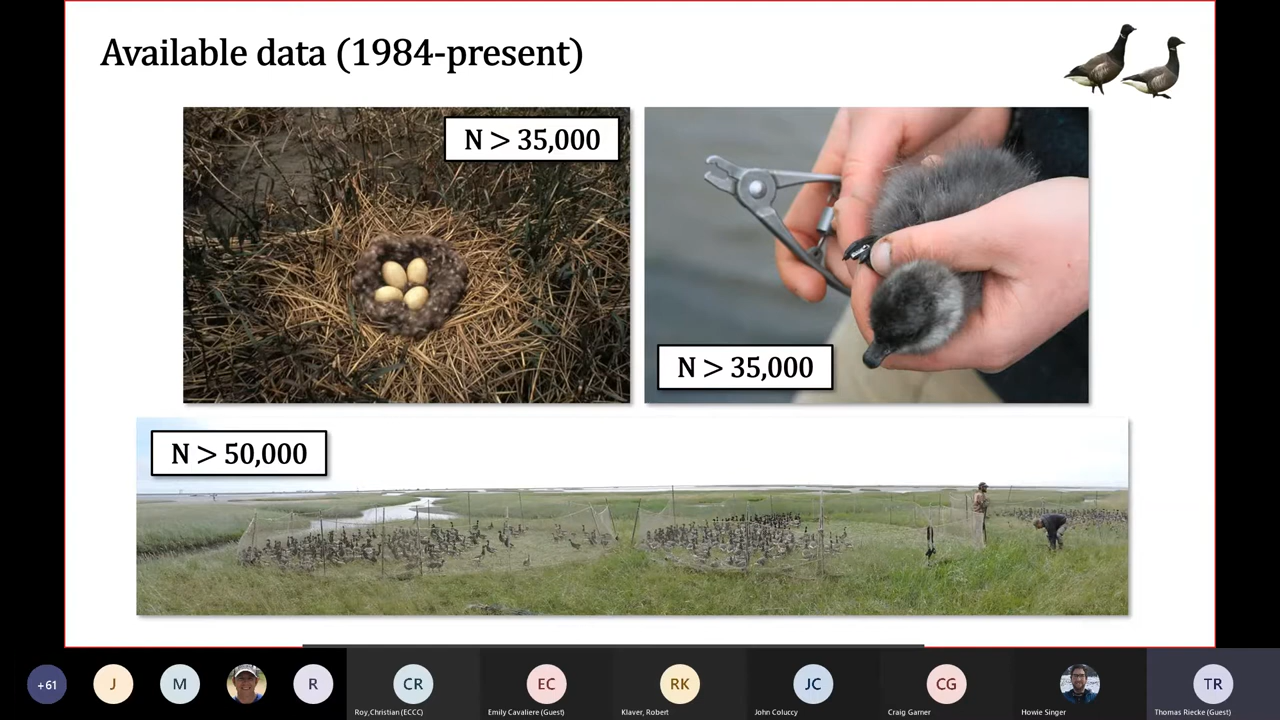 Available data (1984-present)
N > 35,000
N > 35,000
N > 50,000
+61
J
M
R
CR
EC
RK
JC
CG
TR
Roy,Christian (ECCC)
Emily Cavaliere (Guest)
Klaver, Robert
John Coluccy
Craig Garner
Howie Singer
Thomas Riecke (Guest)